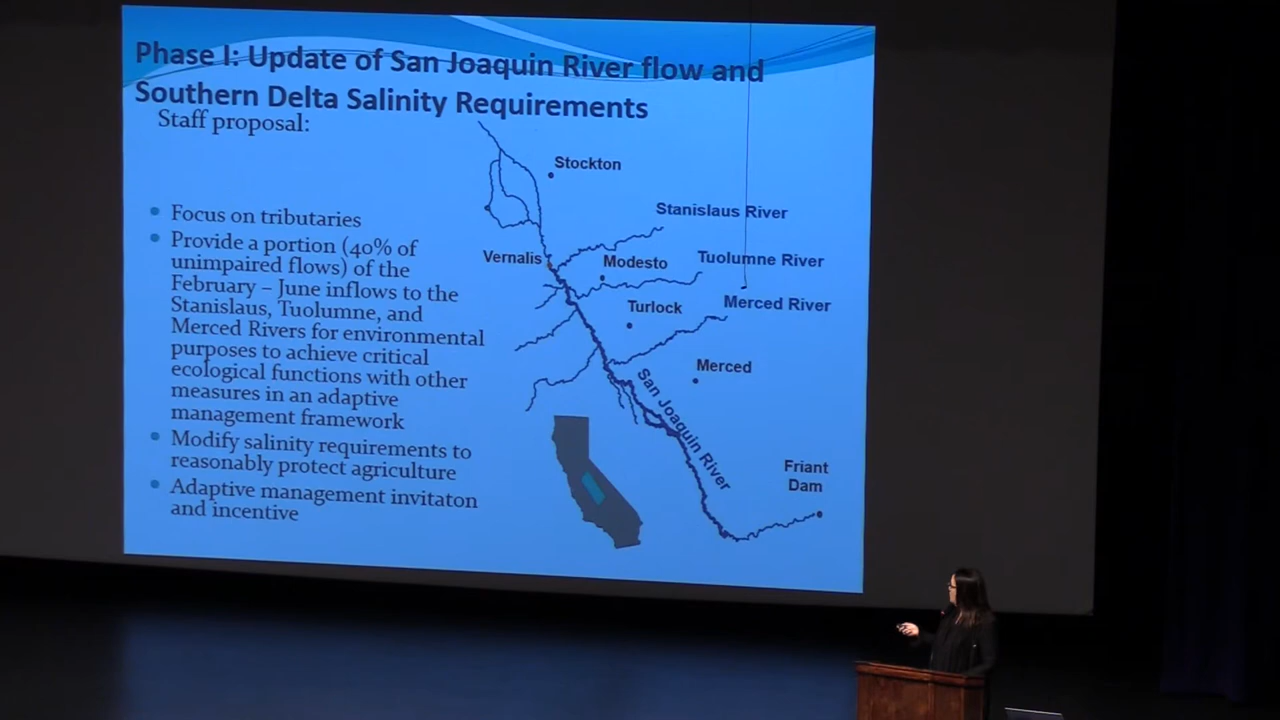 Phase I: Update of San Joaquin River flow and
Southern Delta Salinity Requirements
Staff proposal:
Focus on tributaries
Provide a portion (40% of
unimpaired flows) of the
February – June inflows to the
Stanislaus, Tuolumne, and
Merced Rivers for environmental
purposes to achieve critical
ecological functions with other
measures in an adaptive
management framework
Modify salinity requirements to
reasonably protect agriculture
Adaptive management invitaton
and incentive
Stockton
Stanislaus River
Vernalis
Modesto
Tuolumne River
Turlock
Merced River
Merced
San Joaquin River
Friant
Dam